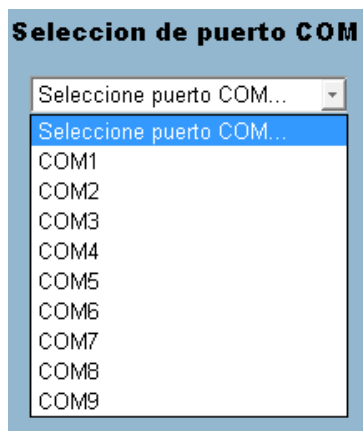 Seleccion de puerto COM
Seleccione puerto COM...
Seleccione puerto COM...
COM1
COM2
COM3
COM4
COM5
COM6
COM7
COM8
COM9